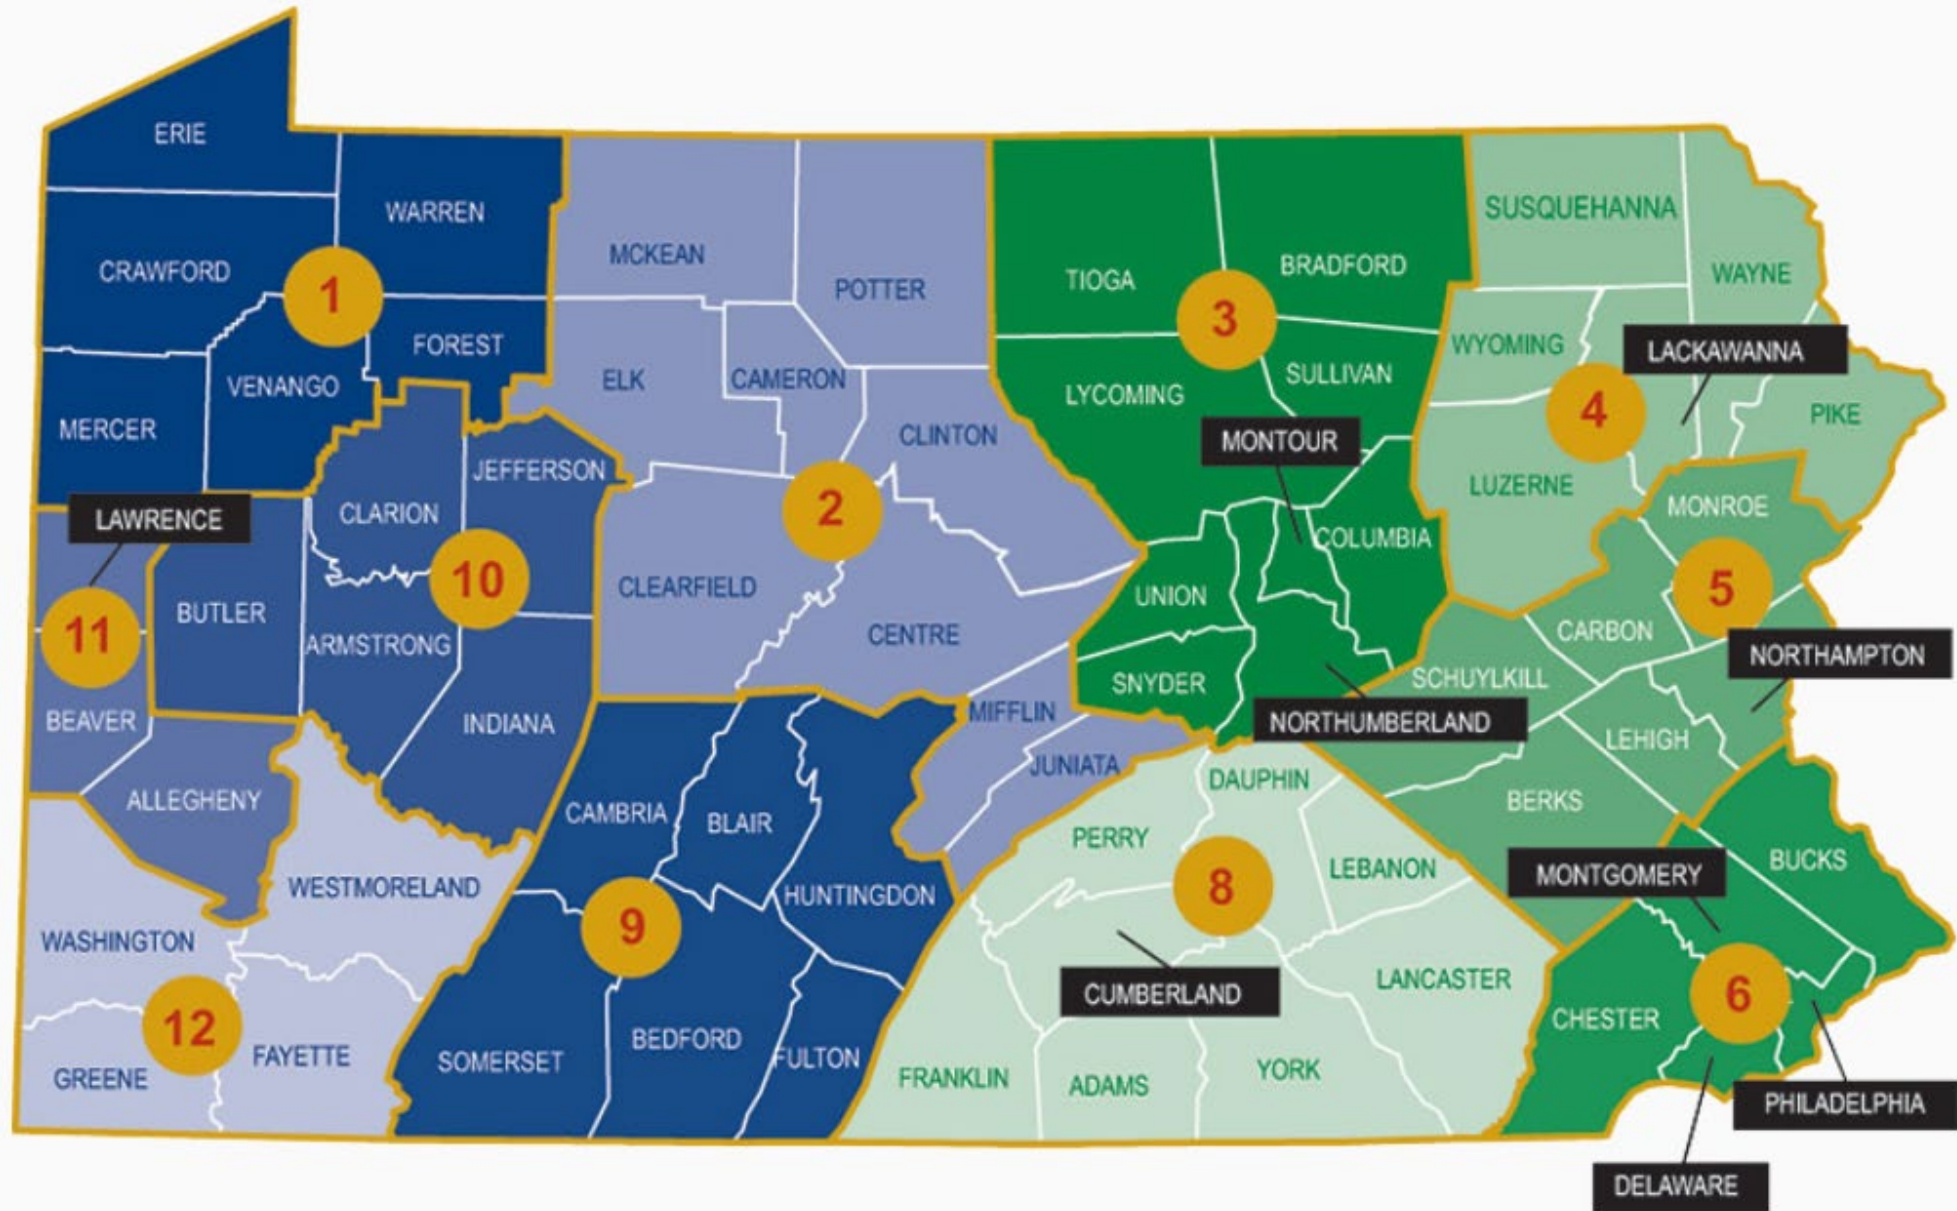 ERIE
WARREN
CRAWFORD
1
FOREST
VENANGO
MERCER
MCKEAN
POTTER
ELK
CAMERON
CLINTON
2
CLEARFIELD
CENTRE
MIFFLIN
JUNIATA
TIOGA
BRADFORD
3
LYCOMING
SULLIVAN
MONTOUR
COLUMBIA
UNION
SNYDER
NORTHUMBERLAND
SUSQUEHANNA
WAYNE
WYOMING
LACKAWANNA
4
PIKE
LUZERNE
MONROE
5
CARBON
NORTHAMPTON
SCHUYLKILL
LEHIGH
BERKS
MONTGOMERY
BUCKS
6
CHESTER
PHILADELPHIA
DELAWARE
DAUPHIN
PERRY
LEBANON
8
CUMBERLAND
LANCASTER
FRANKLIN
ADAMS
YORK
CAMBRIA
BLAIR
HUNTINGDON
9
SOMERSET
BEDFORD
FULTON
JEFFERSON
CLARION
10
BUTLER
ARMSTRONG
INDIANA
LAWRENCE
11
BEAVER
ALLEGHENY
WESTMORELAND
WASHINGTON
12
GREENE
FAYETTE